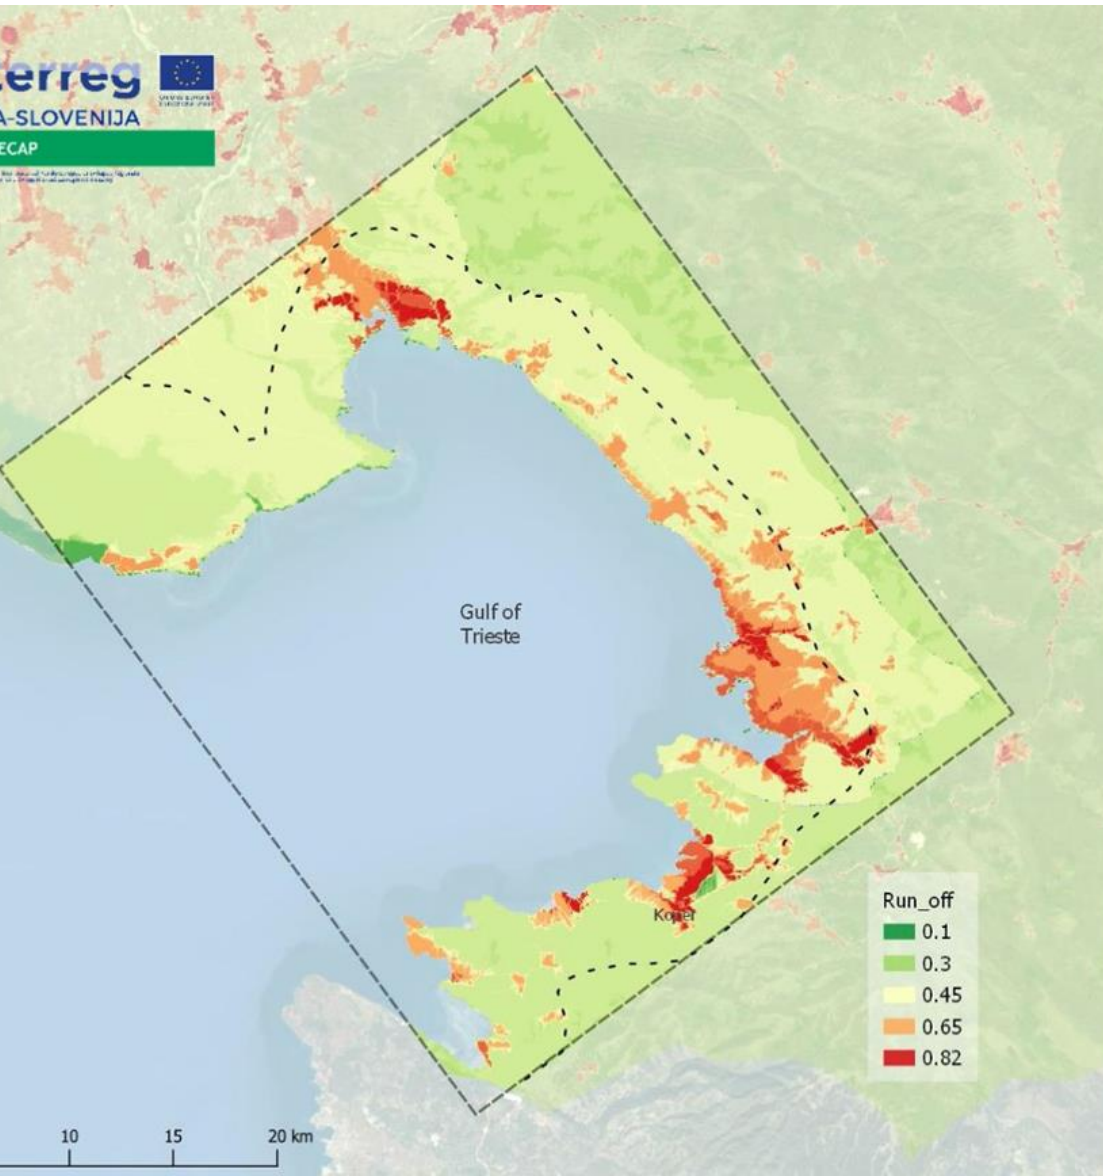 terreg
A-SLOVENIJA
ECAP
Gulf of
Trieste
Koper
Run_off
0.1
0.3
0.45
0.65
0.82
10
15
20 km